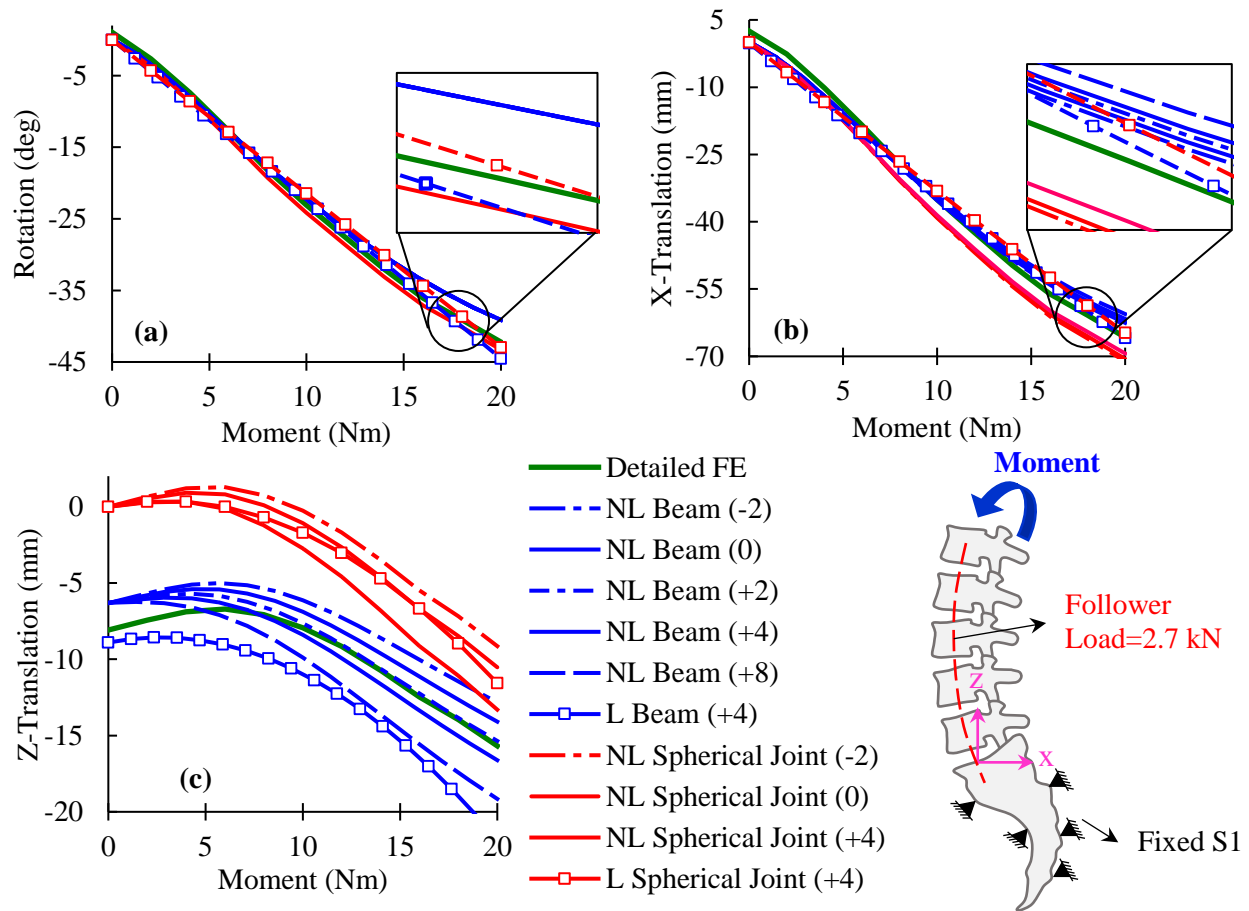 -5
-15
-25
-35
-45
0
5
10
15
20
Rotation (deg)
Moment (Nm)
(a)
5
-10
-25
-40
-55
-70
0
5
10
15
20
X-Translation (mm)
Moment (Nm)
(b)
0
-5
-10
-15
-20
0
5
10
15
20
Z-Translation (mm)
Moment (Nm)
(c)
Detailed FE
NL Beam (-2)
NL Beam (0)
NL Beam (+2)
NL Beam (+4)
NL Beam (+8)
L Beam (+4)
NL Spherical Joint (-2)
NL Spherical Joint (0)
NL Spherical Joint (+4)
L Spherical Joint (+4)
Moment
Follower
Load=2.7 kN
Z
X
Fixed S1